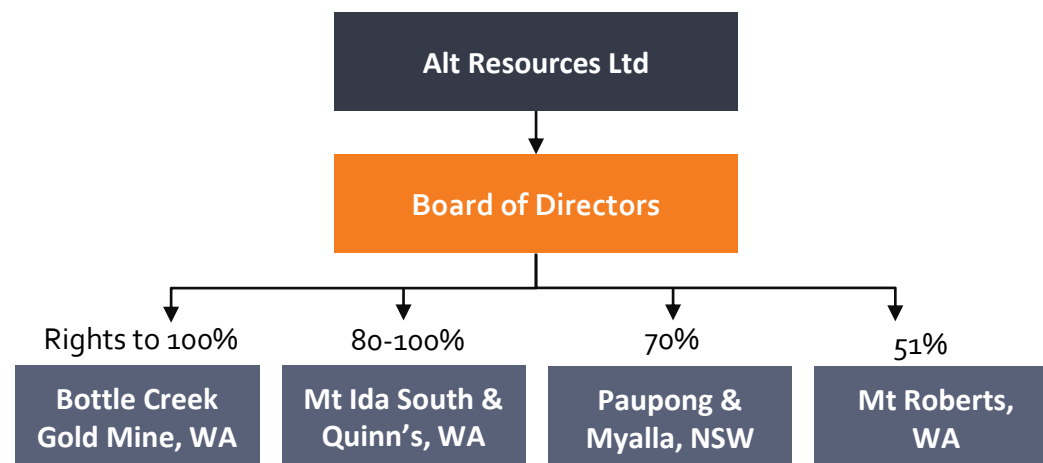 Alt Resources Ltd
Board of Directors
Rights to 100%
80-100%
70%
51%
Bottle Creek
Gold Mine, WA
Mt Ida South &
Quinn’s, WA
Paupong &
Myalla, NSW
Mt Roberts,
WA